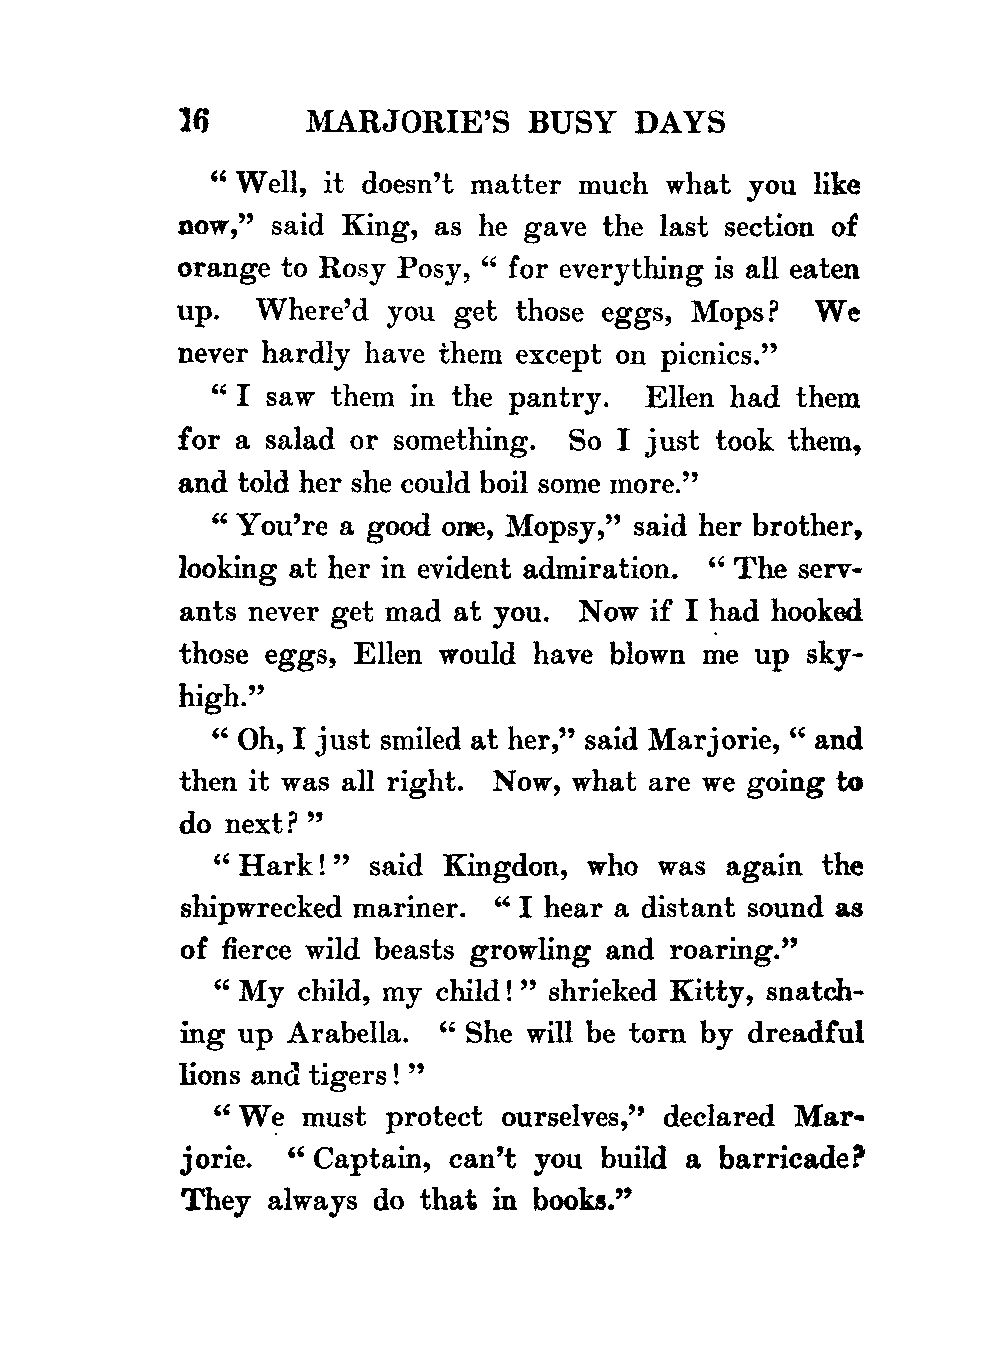 16 MARJORIE'S BUSY DAYS
“ Well, it doesn't matter much what you like
now,” said King, as he gave the last section of
orange to Rosy Posy, “ for everything is all eaten
up. Where'd you get those eggs, Mops? We
never hardly have them except on picnics.”
“ I saw them in the pantry. Ellen had them
for a salad or something. So I just took them,
and told her she could boil some more.”
“ You're a good one, Mopsy,” said her brother,
looking at her in evident admiration. “ The serv-
ants never get mad at you. Now if I had hooked
those eggs, Ellen would have blown me up sky-
high.”
“ Oh, I just smiled at her,” said Marjorie, “ and
then it was all right. Now, what are we going to
do next? ”
“ Hark! ” said Kingdon, who was again the
shipwrecked mariner. “ I hear a distant sound as
of fierce wild beasts growling and roaring.”
“ My child, my child! ” shrieked Kitty, snatch-
ing up Arabella. “ She will be torn by dreadful
lions and tigers! ”
“ We must protect ourselves,” declared Mar-
jorie. “ Captain, can't you build a barricade?
They always do that in books.”